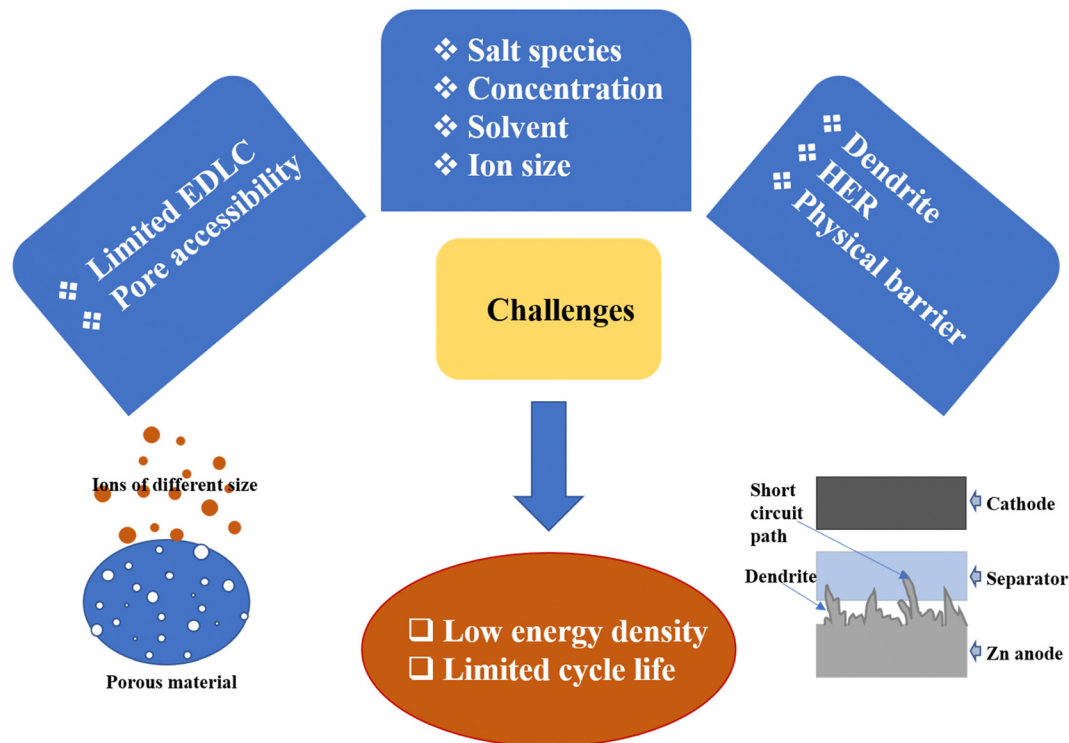 Salt species
Concentration
Solvent
Ion size
Limited EDLC
Pore accessibility
Dendrite
HER
Physical barrier
Challenges
Ions of different size
Porous material
Low energy density
Limited cycle life
Short
circuit
path
Dendrite
Cathode
Separator
Zn anode